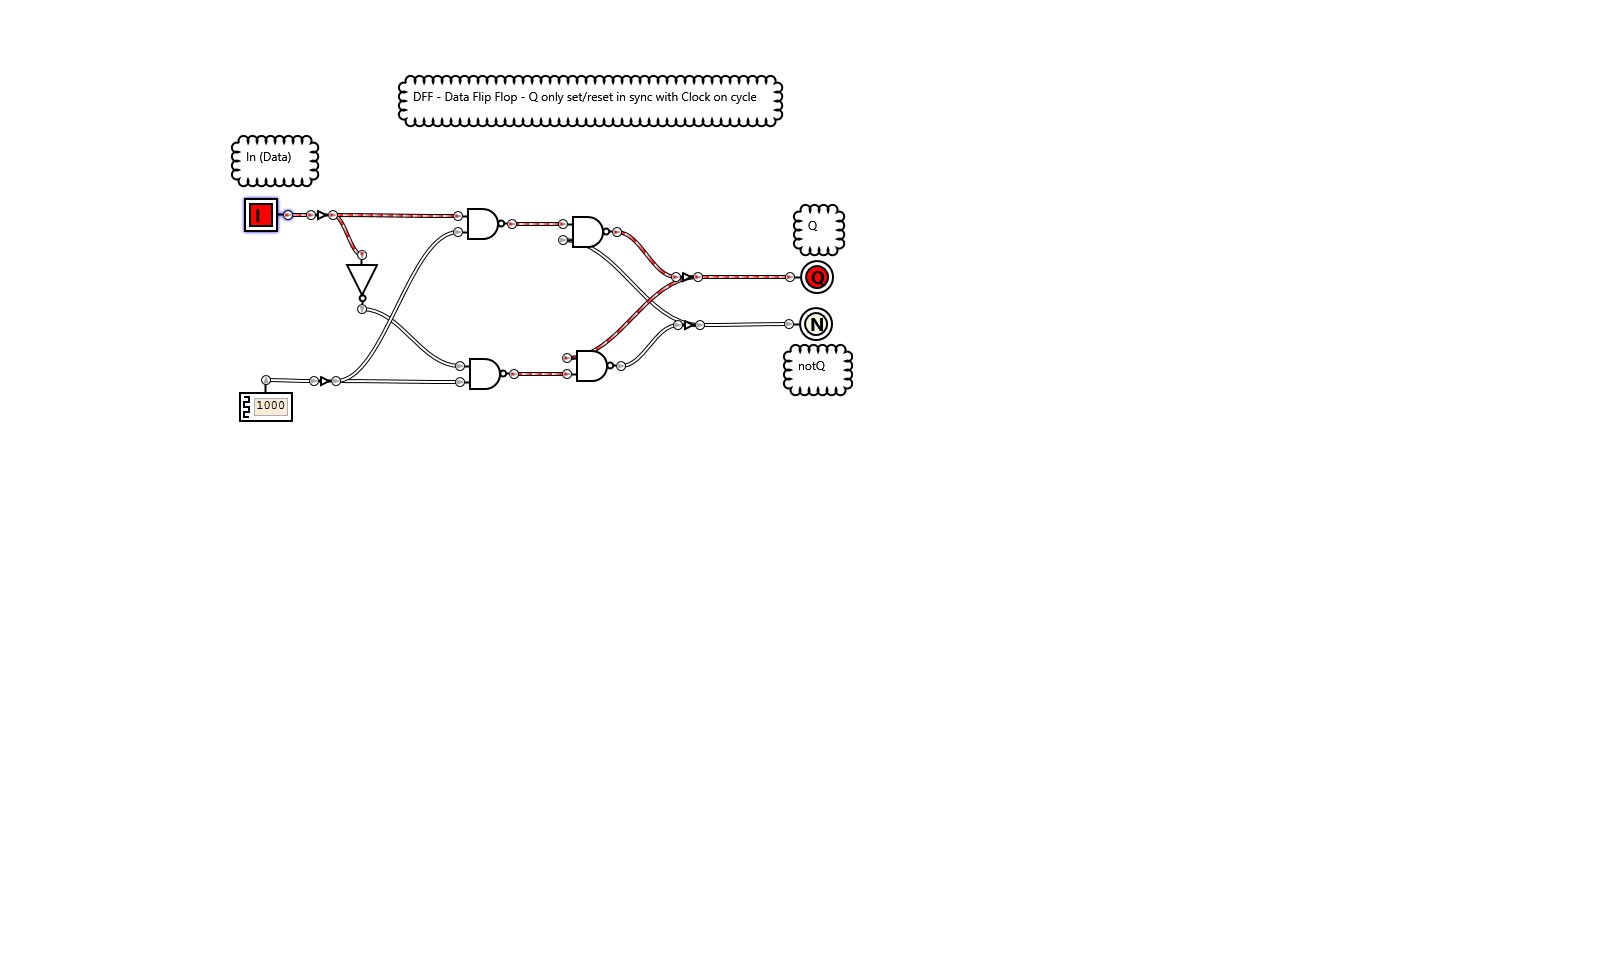 DFF - Data Flip Flop - Q only set/reset in sync with Clock on cycle
In (Data)
I
Q
Q
N
notQ
1000